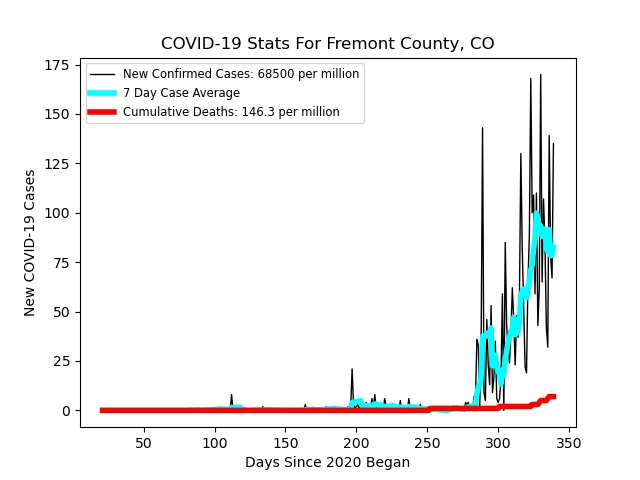 COVID-19 Stats For Fremont County, CO
New Confirmed Cases: 68500 per million
7 Day Case Average
Cumulative Deaths: 146.3 per million
New COVID-19 Cases
175
150
125
100
75
50
25
0
50
100
150
200
250
300
350
Days Since 2020 Began